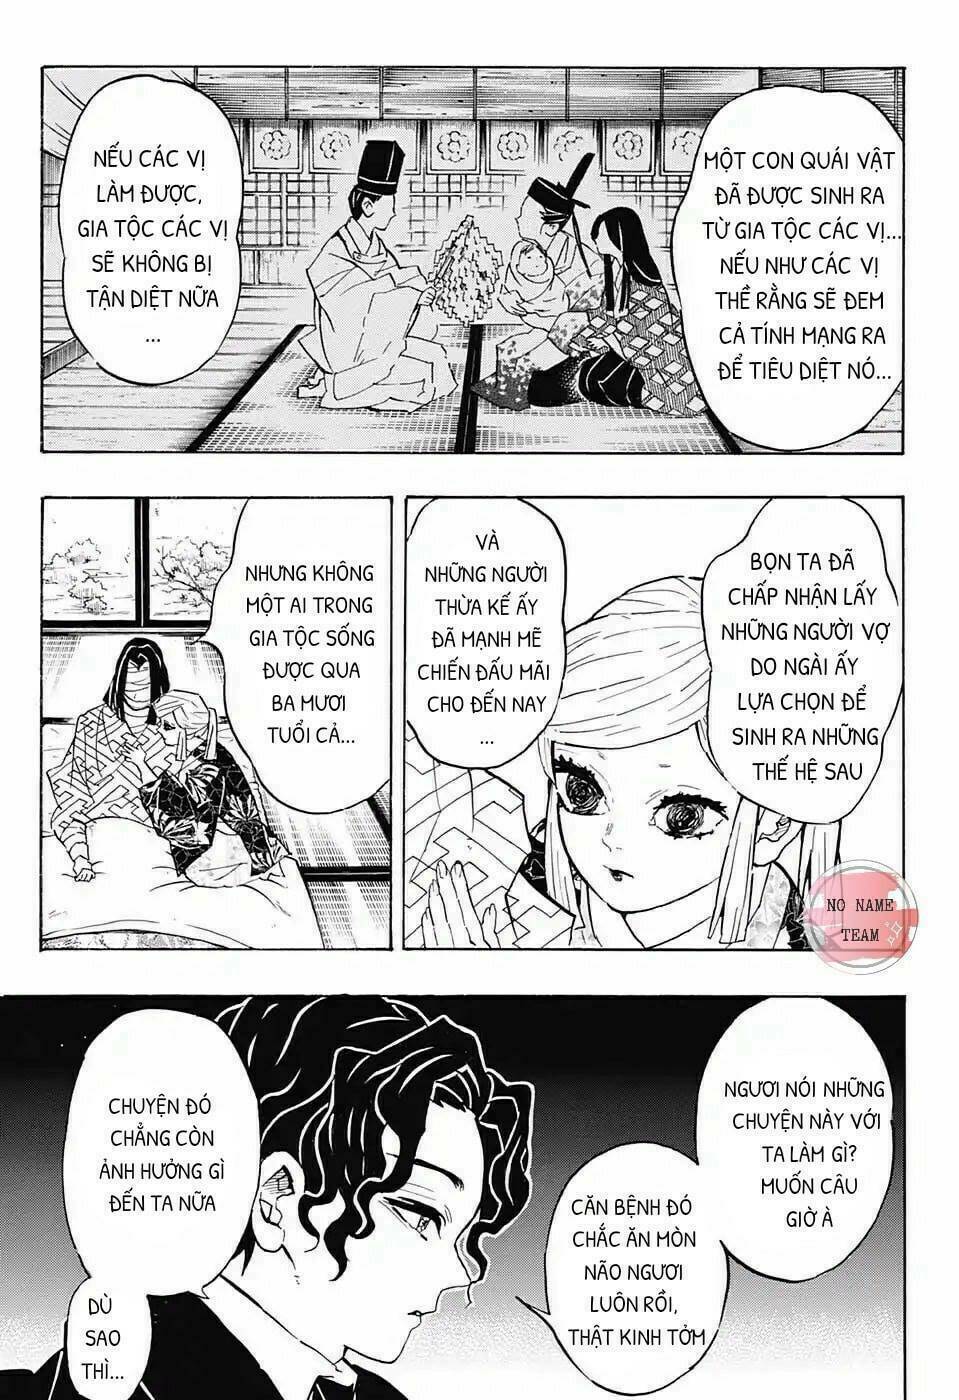 MỘT CON QUÁI VẬT
ĐÃ ĐƯỢC SINH RA
TỪ GIA TỘC CÁC VỊ...
NẾU NHƯ CÁC VỊ
THỀ RẰNG SẼ ĐEM
CẢ TÍNH MẠNG RA
ĐỂ TIÊU DIỆT NÓ...
NẾU CÁC VỊ
LÀM ĐƯỢC,
GIA TỘC CÁC VỊ
SẼ KHÔNG BỊ
TẬN DIỆT NỮA
...
BỌN TA ĐÃ
CHẤP NHẬN LẤY
NHỮNG NGƯỜI VỢ
DO NGÀI ẤY
LỰA CHỌN ĐỂ
SINH RA NHỮNG
THẾ HỆ SAU
VÀ
NHỮNG NGƯỜI
THỪA KẾ ẤY
ĐÃ MẠNH MẼ
CHIẾN ĐẤU MÃI
CHO ĐẾN NAY
...
NHƯNG KHÔNG
MỘT AI TRONG
GIA TỘC SỐNG
ĐƯỢC QUA
BA MƯƠI
TUỔI CẢ...
NO NAME
TEAM
NGƯƠI NÓI NHỮNG
CHUYỆN NÀY VỚI
TA LÀM GÌ?
MUỐN CÂU
GIỜ À
CĂN BỆNH ĐÓ
CHẮC ĂN MÒN
NÃO NGƯƠI
LUÔN RỒI,
THẬT KINH TỞM
CHUYỆN ĐÓ
CHẲNG CÒN
ẢNH HƯỞNG GÌ
ĐẾN TA NỮA
DÙ
SAO
THÌ...